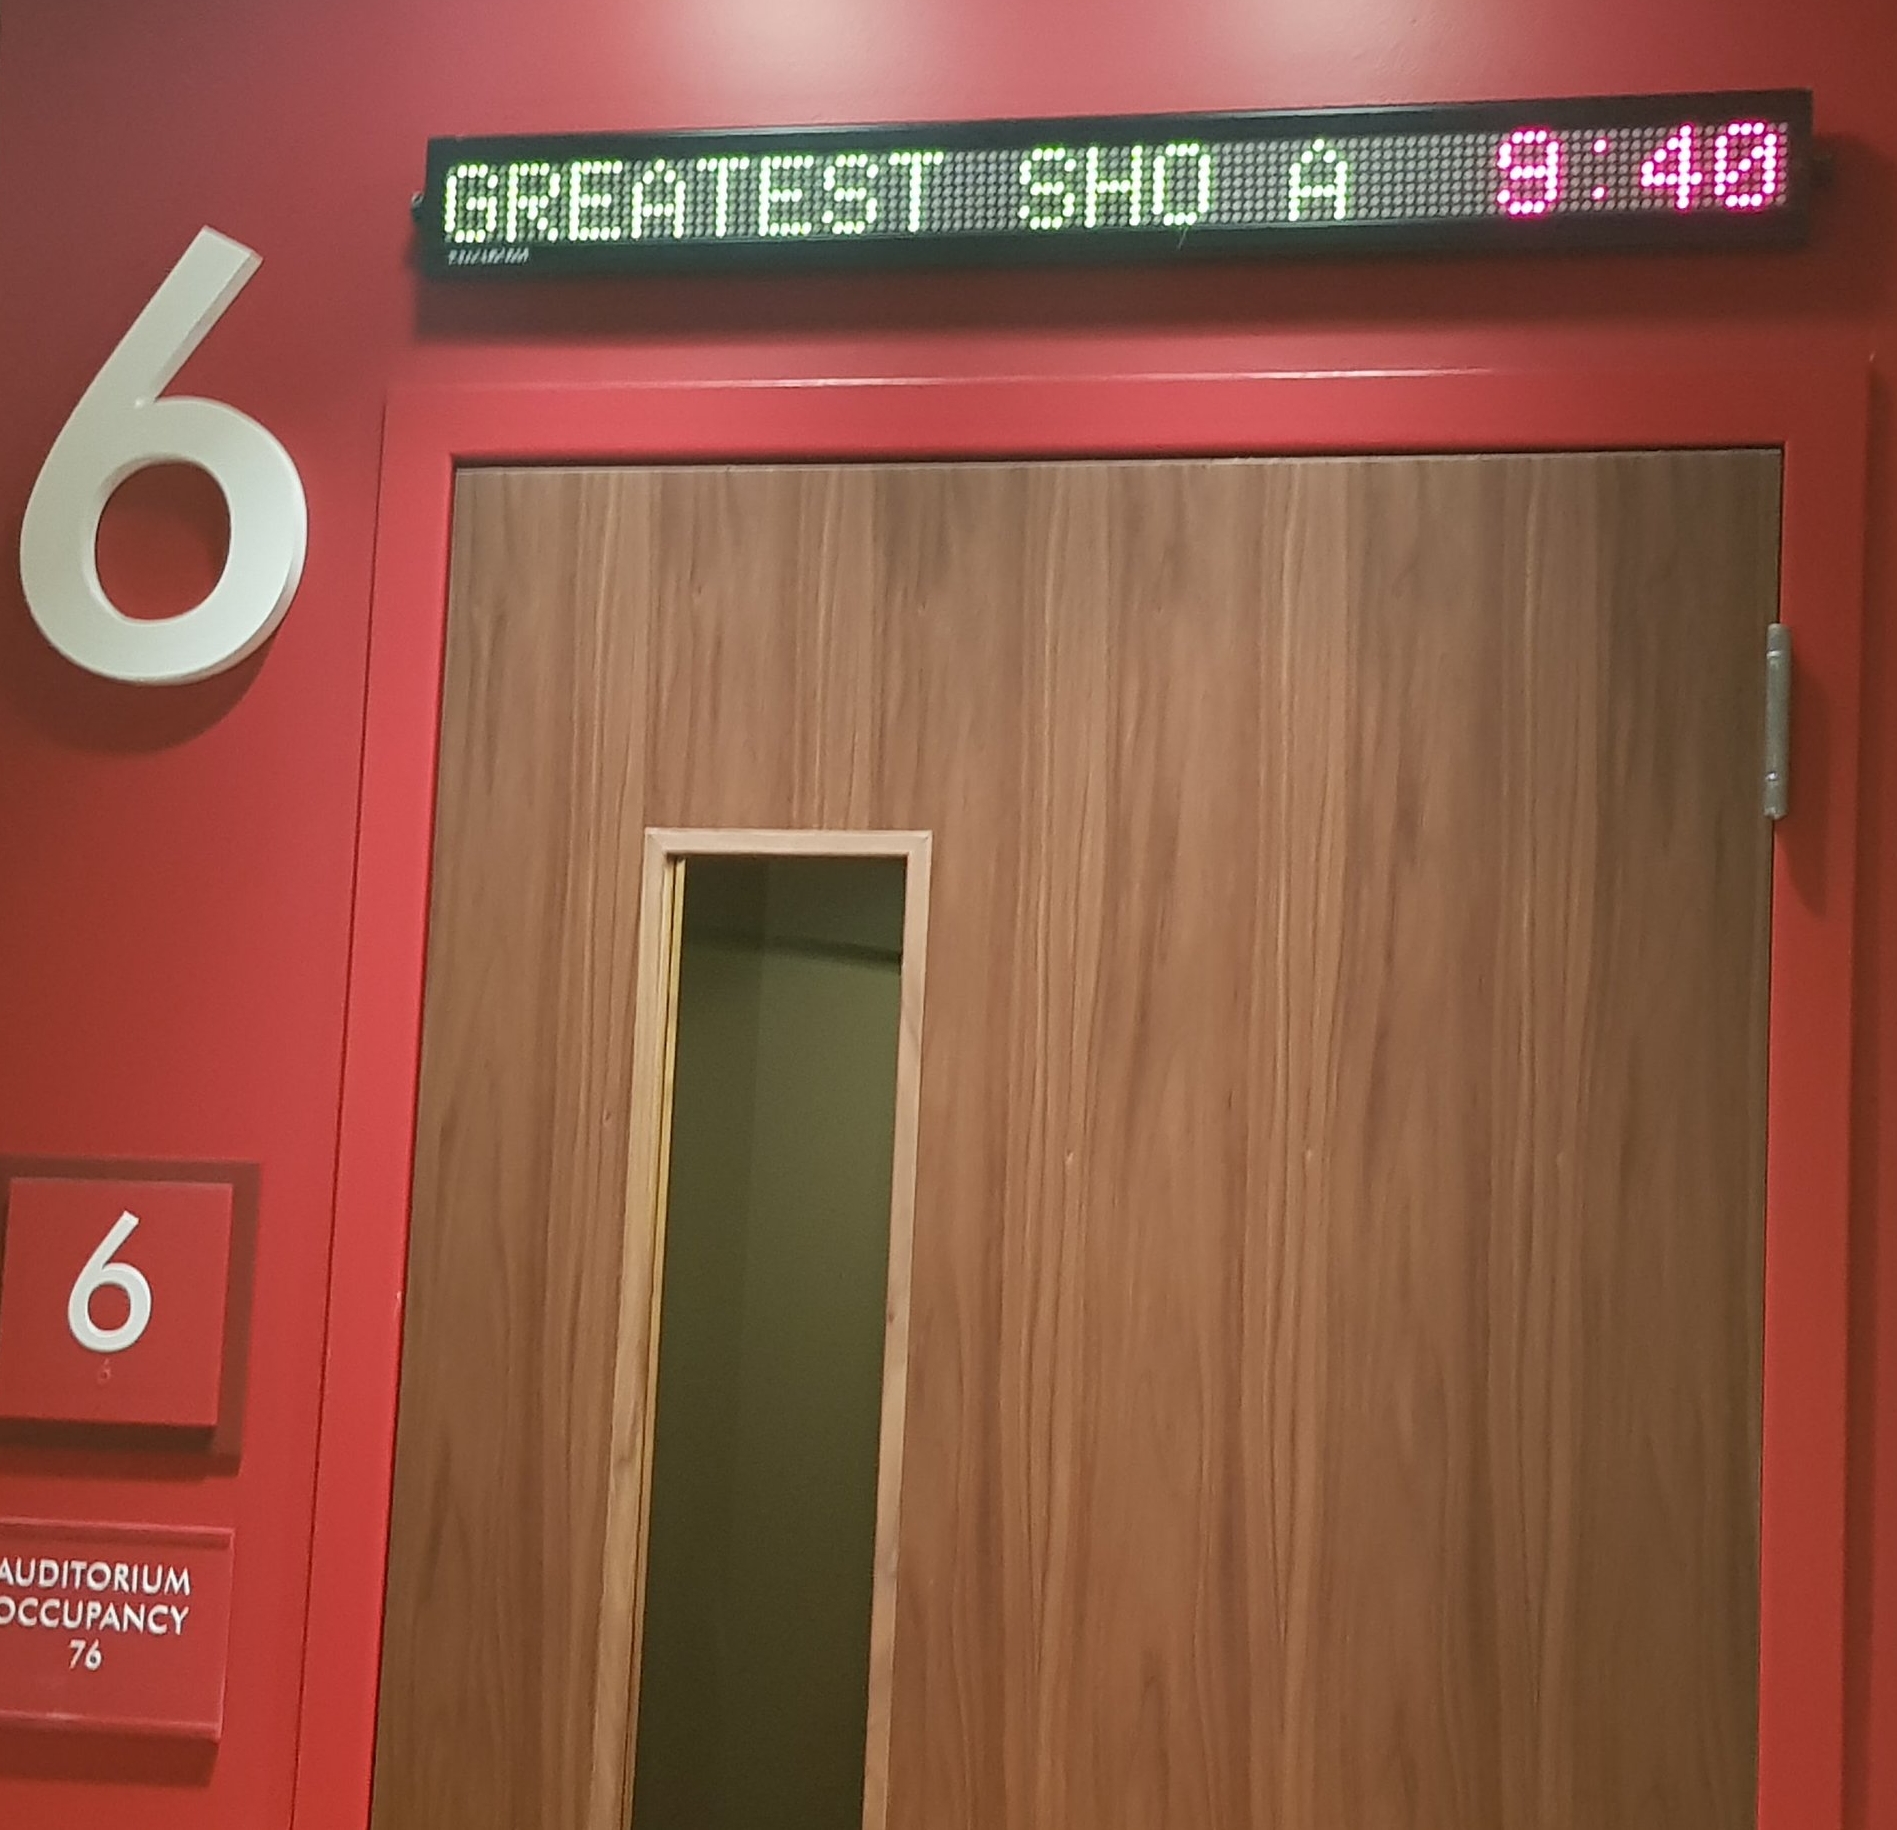 GREATEST SHO A 9:40
6
6
AUDITORIUM
OCCUPANCY
76